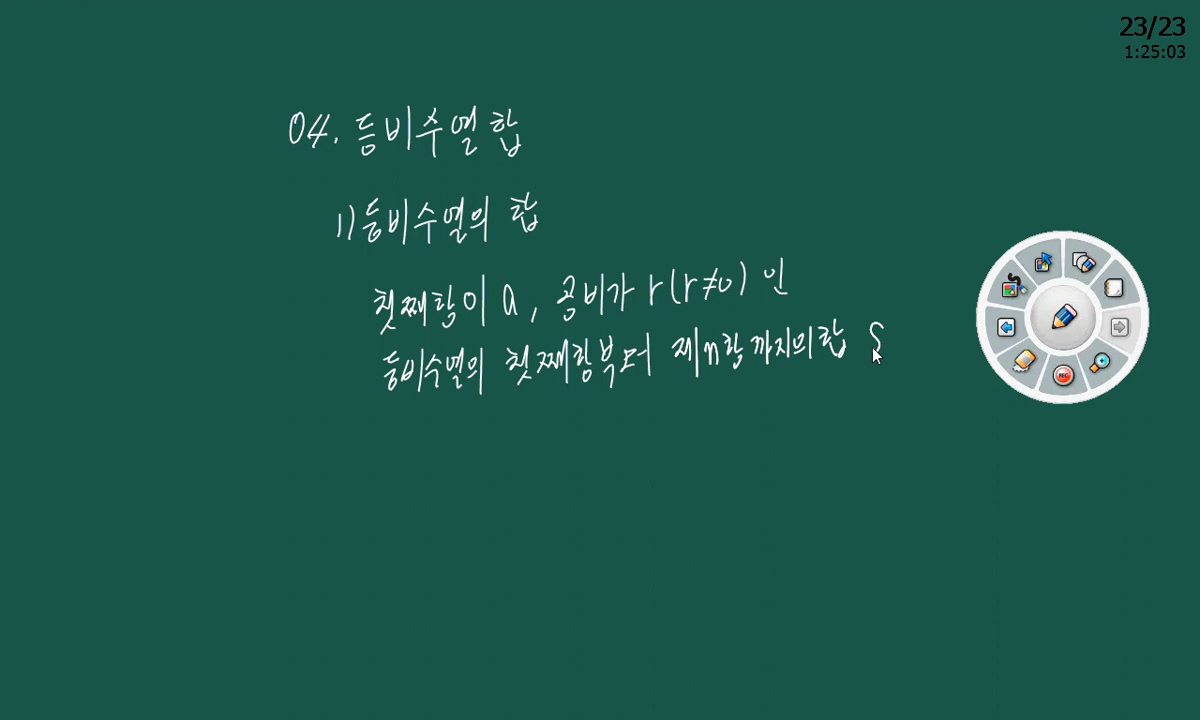 23/23
1:25:03
04. 등비수열 합
1) 등비수열의 합
첫째항이 a, 공비가 r(r≠0) 인
등비수열의 첫째항부터 제n항까지의합 S
REC